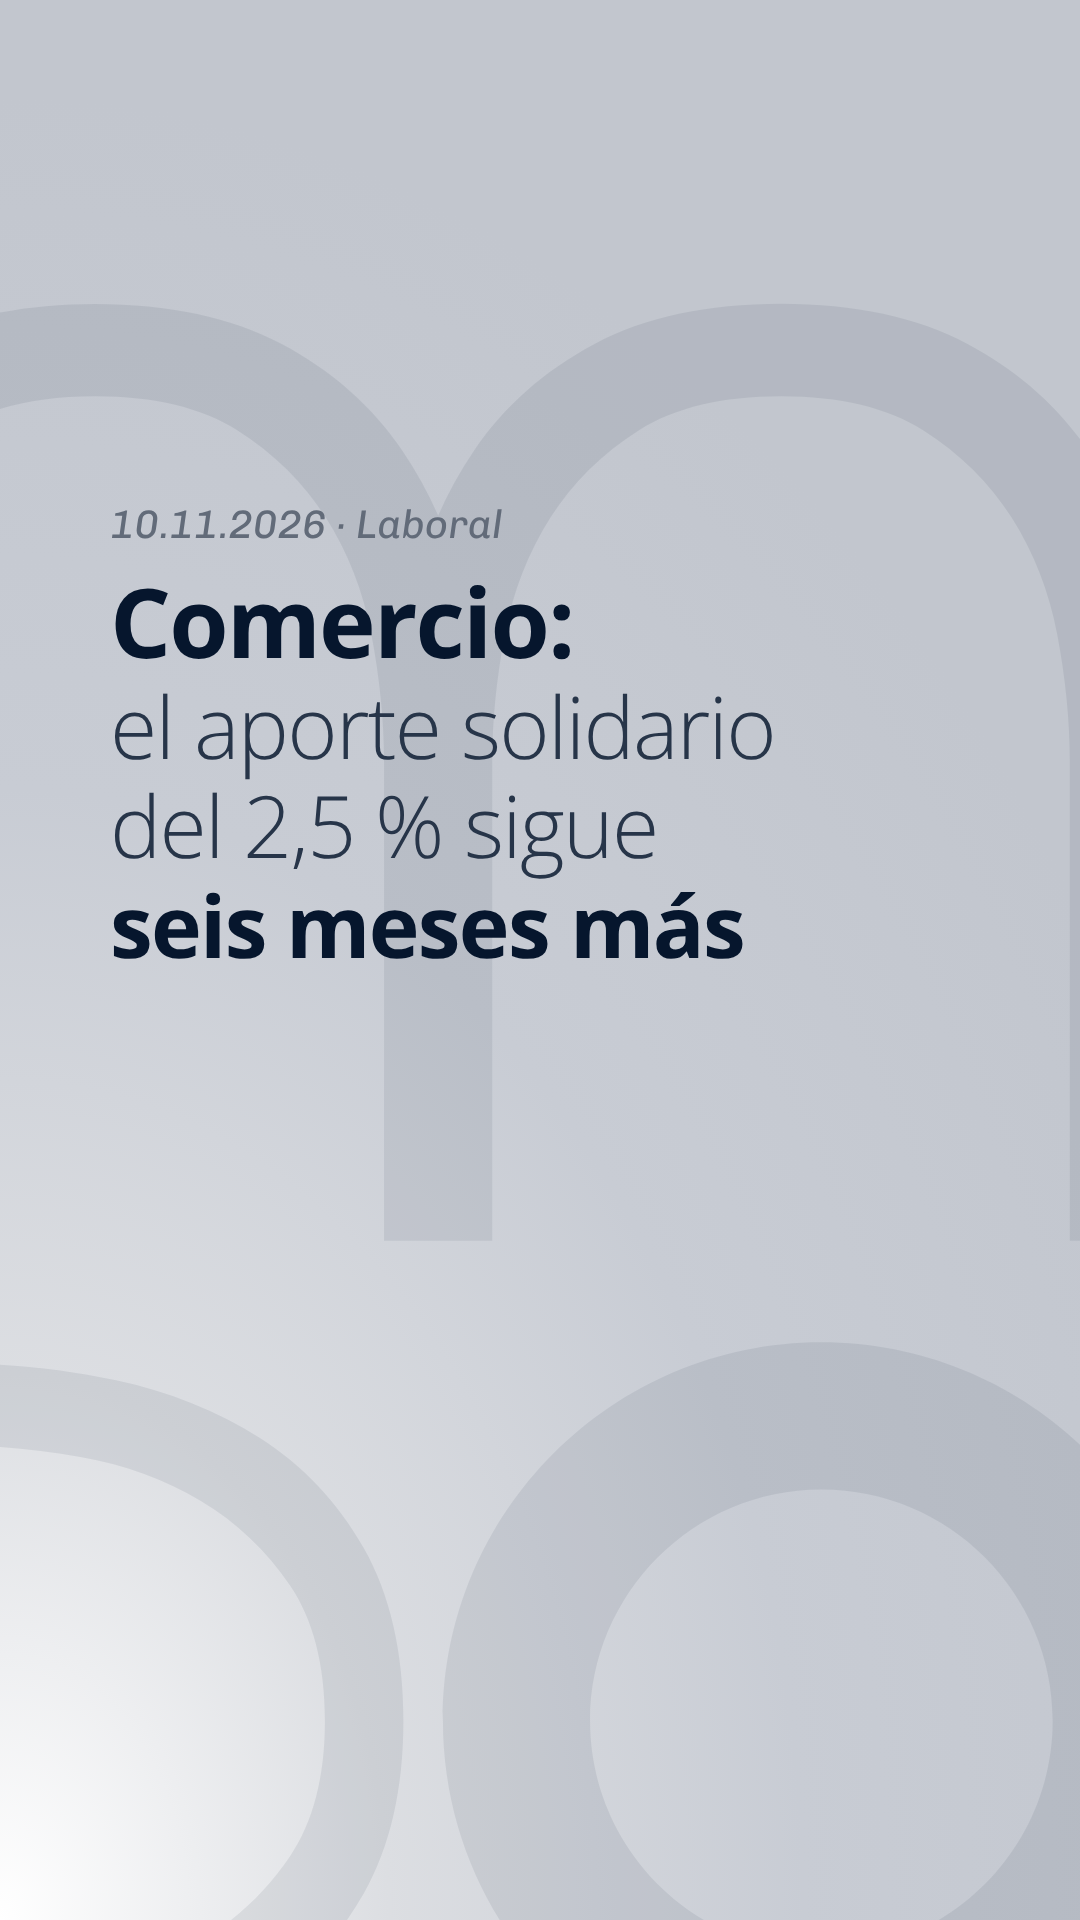 10.11.2026 · Laboral
Comercio:
el aporte solidario
del 2,5 % sigue
seis meses más